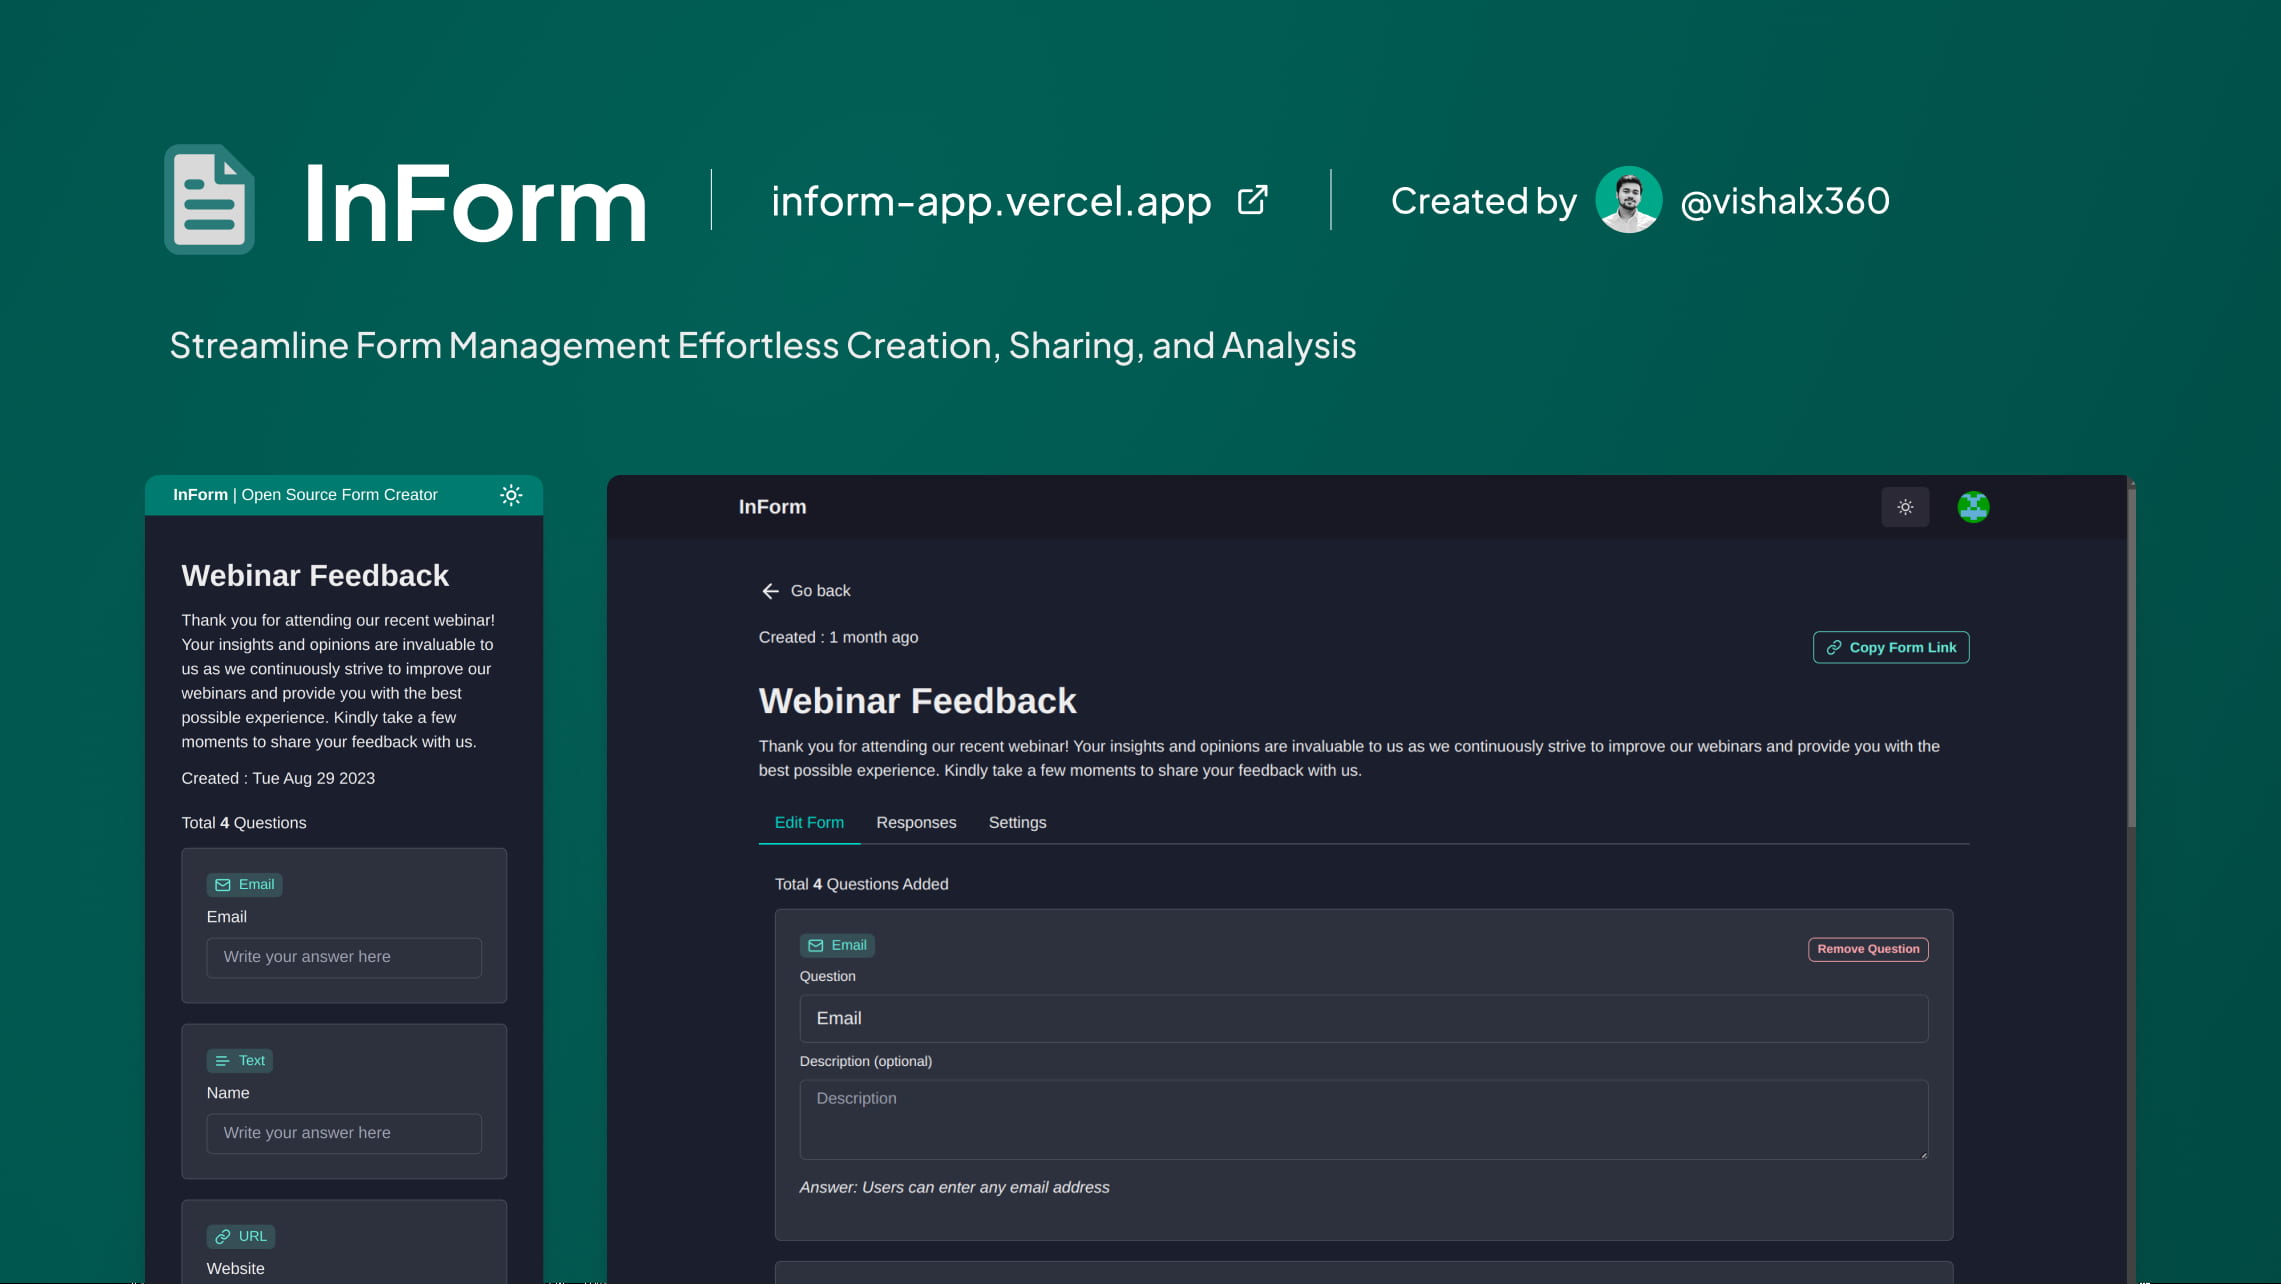 InForm
inform-app.vercel.app
Created by @vishalx360
Streamline Form Management Effortless Creation, Sharing, and Analysis
InForm | Open Source Form Creator
Webinar Feedback
Thank you for attending our recent webinar!
Your insights and opinions are invaluable to
us as we continuously strive to improve our
webinars and provide you with the best
possible experience. Kindly take a few
moments to share your feedback with us.
Created : Tue Aug 29 2023
Total 4 Questions
Email
Email
Write your answer here
Text
Name
Write your answer here
URL
Website
InForm
Go back
Created : 1 month ago
Copy Form Link
Webinar Feedback
Thank you for attending our recent webinar! Your insights and opinions are invaluable to us as we continuously strive to improve our webinars and provide you with the
best possible experience. Kindly take a few moments to share your feedback with us.
Edit Form Responses Settings
Total 4 Questions Added
Email
Remove Question
Question
Email
Description (optional)
Description
Answer: Users can enter any email address